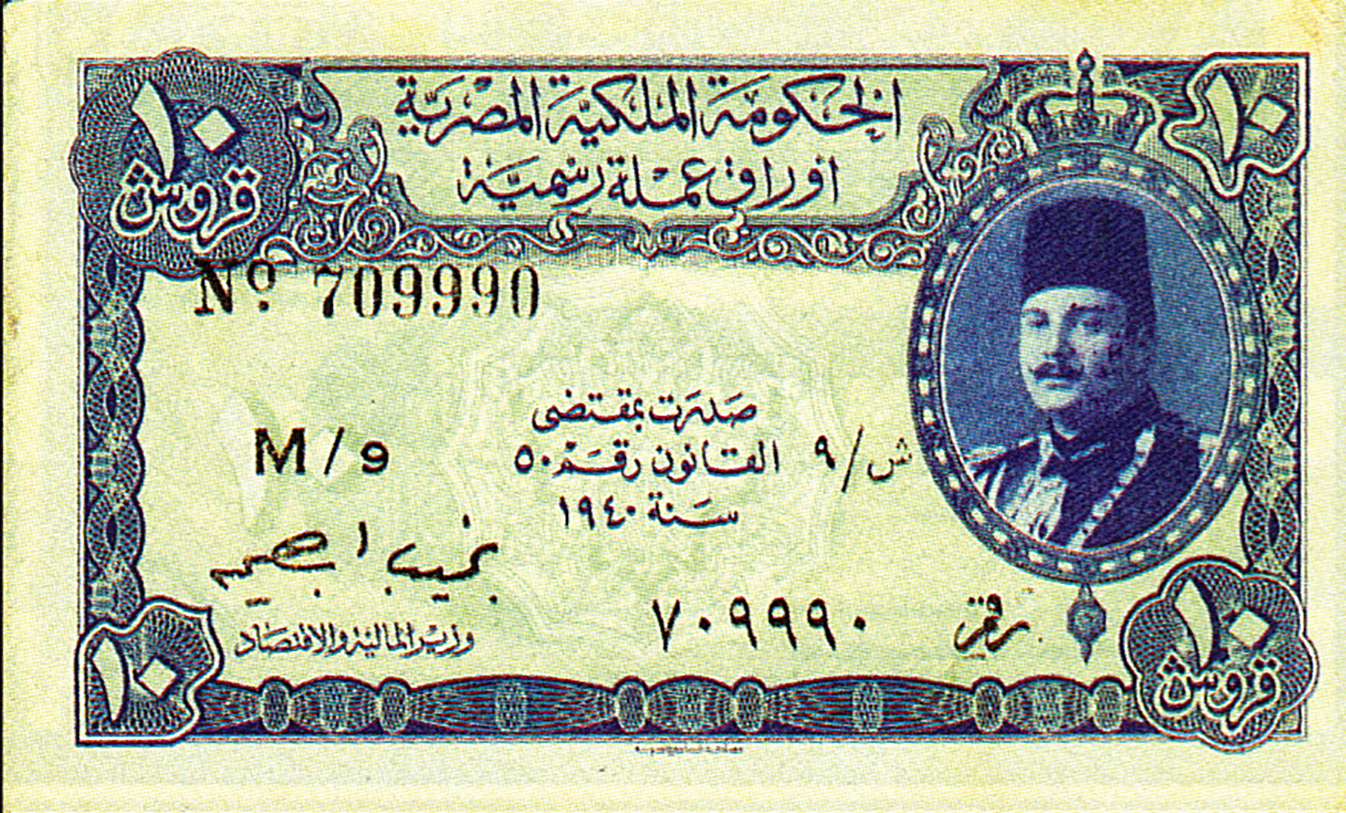 ١٠ قروش
الحكومة الملكية المصرية
١٠
اوراق عملة رسمية
Nº 709990
صدرت بمقتضى
M/9
القانون رقم ٥٠
ش/٩
سنة ١٩٤٠
وزير المالية والاقتصاد
رقم ٧٠٩٩٩٠
١٠
١٠ قروش